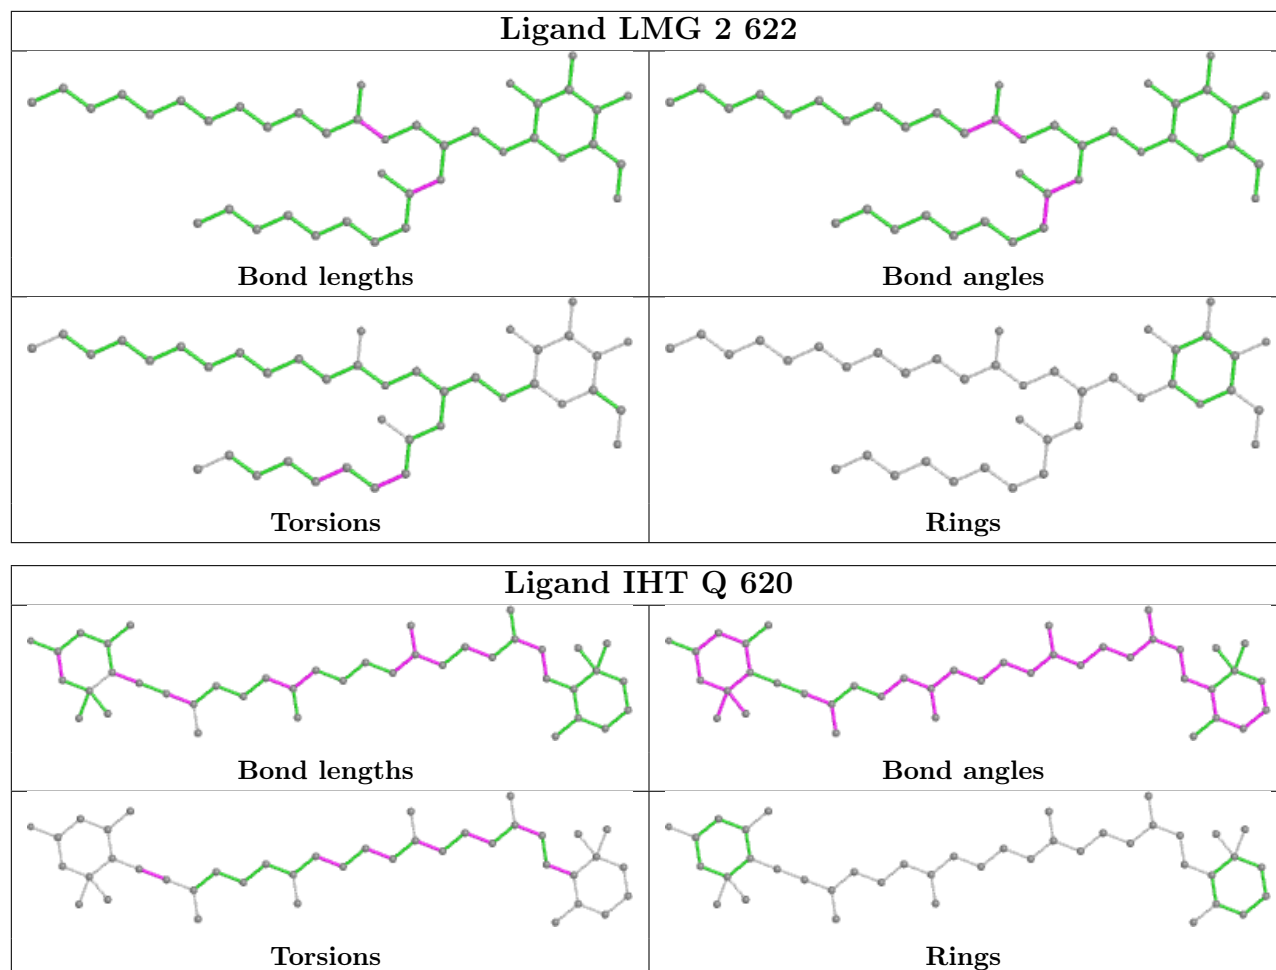 Ligand LMG 2 622
Bond lengths
Bond angles
Torsions
Rings
Ligand IHT Q 620
Bond lengths
Bond angles
Torsions
Rings